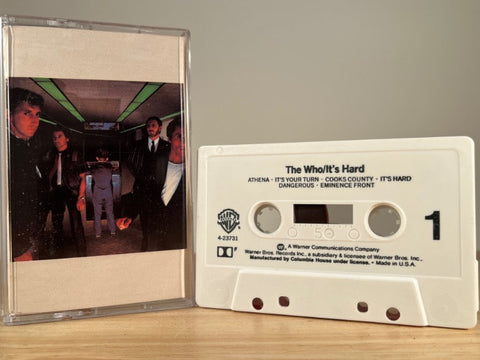 The Who/It's Hard
ATHENA · IT'S YOUR TURN · COOKS COUNTY · IT'S HARD
DANGEROUS · EMINENCE FRONT
4-23731
1
50
A Warner Communications Company
Warner Bros. Records Inc., a subsidiary & licensee of Warner Bros. Inc.,
Manufactured by Columbia House under license. · Made in U.S.A.